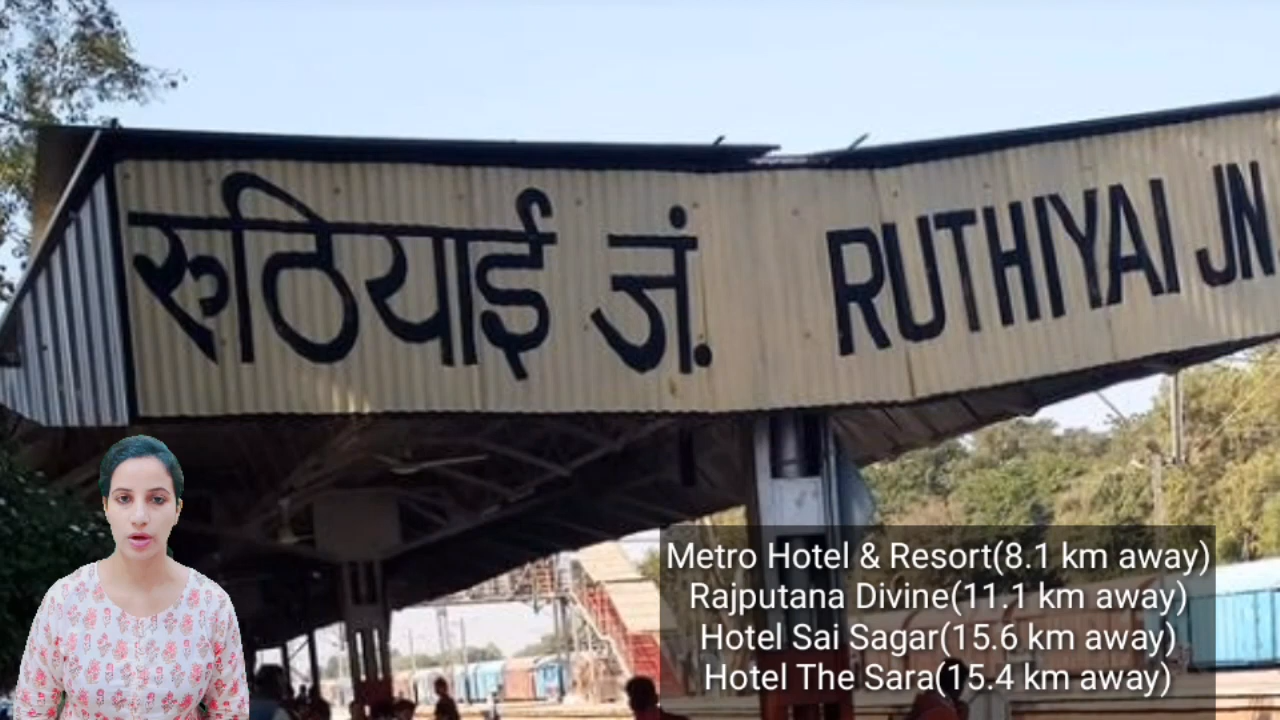 रुठियाई जं. RUTHIYAI JN.
Metro Hotel & Resort(8.1 km away)
Rajputana Divine(11.1 km away)
Hotel Sai Sagar(15.6 km away)
Hotel The Sara(15.4 km away)